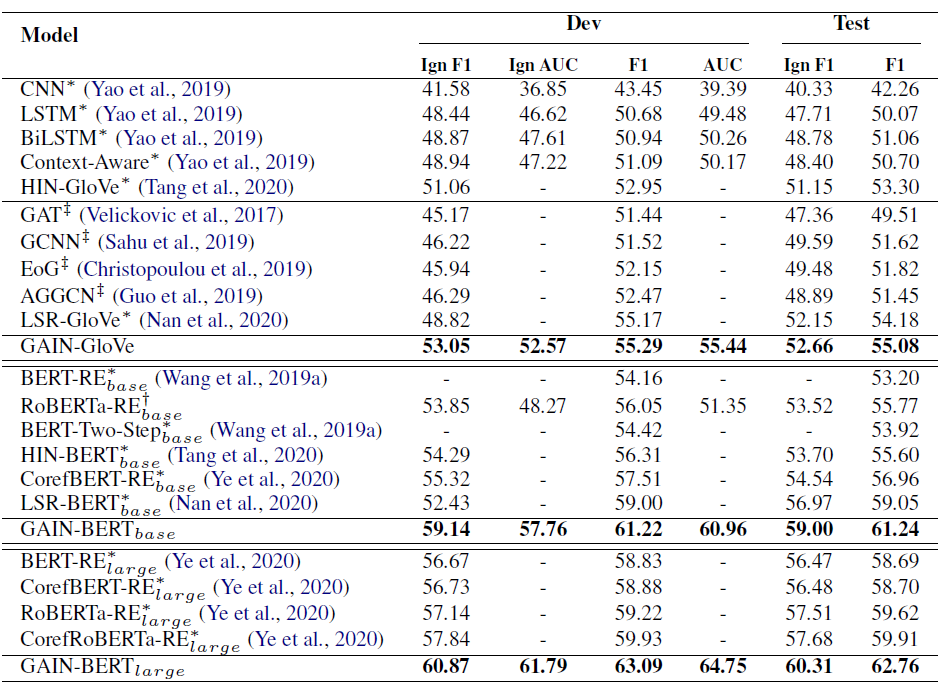 Model Dev Test
Ign F1 Ign AUC F1 AUC Ign F1 F1
CNN* (Yao et al., 2019) 41.58 36.85 43.45 39.39 40.33 42.26
LSTM* (Yao et al., 2019) 48.44 46.62 50.68 49.48 47.71 50.07
BiLSTM* (Yao et al., 2019) 48.87 47.61 50.94 50.26 48.78 51.06
Context-Aware* (Yao et al., 2019) 48.94 47.22 51.09 50.17 48.40 50.70
HIN-GloVe* (Tang et al., 2020) 51.06 - 52.95 - 51.15 53.30
GAT‡ (Velickovic et al., 2017) 45.17 - 51.44 - 47.36 49.51
GCNN‡ (Sahu et al., 2019) 46.22 - 51.52 - 49.59 51.62
EoG‡ (Christopoulou et al., 2019) 45.94 - 52.15 - 49.48 51.82
AGGCN‡ (Guo et al., 2019) 46.29 - 52.47 - 48.89 51.45
LSR-GloVe* (Nan et al., 2020) 48.82 - 55.17 - 52.15 54.18
GAIN-GloVe 53.05 52.57 55.29 55.44 52.66 55.08
BERT-RE*base (Wang et al., 2019a) - - 54.16 - - 53.20
RoBERTa-RE†base 53.85 48.27 56.05 51.35 53.52 55.77
BERT-Two-Step*base (Wang et al., 2019a) - - 54.42 - - 53.92
HIN-BERT*base (Tang et al., 2020) 54.29 - 56.31 - 53.70 55.60
CorefBERT-RE*base (Ye et al., 2020) 55.32 - 57.51 - 54.54 56.96
LSR-BERT*base (Nan et al., 2020) 52.43 - 59.00 - 56.97 59.05
GAIN-BERTbase 59.14 57.76 61.22 60.96 59.00 61.24
BERT-RE*large (Ye et al., 2020) 56.67 - 58.83 - 56.47 58.69
CorefBERT-RE*large (Ye et al., 2020) 56.73 - 58.88 - 56.48 58.70
RoBERTa-RE*large (Ye et al., 2020) 57.14 - 59.22 - 57.51 59.62
CorefRoBERTa-RE*large (Ye et al., 2020) 57.84 - 59.93 - 57.68 59.91
GAIN-BERTlarge 60.87 61.79 63.09 64.75 60.31 62.76